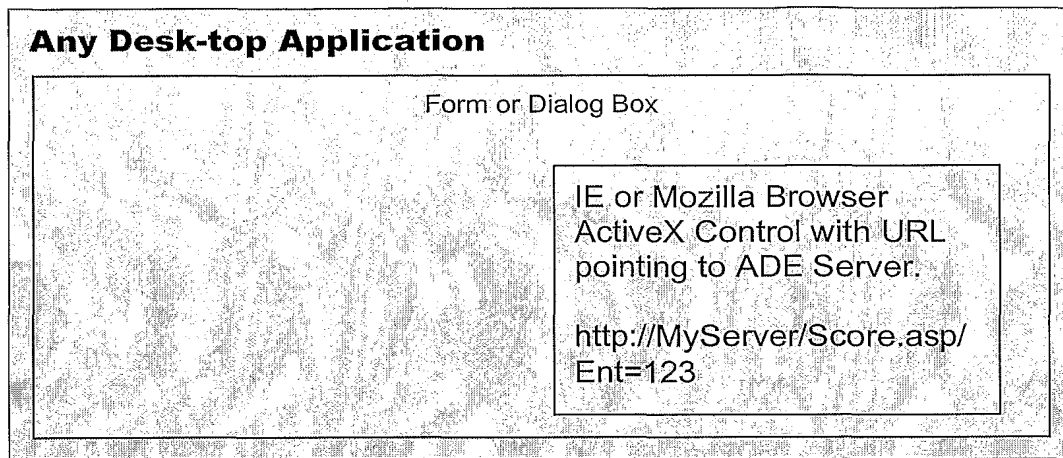 Any Desk-top Application
Form or Dialog Box
IE or Mozilla Browser
ActiveX Control with URL
pointing to ADE Server.
http://MyServer/Score.asp/
Ent=123